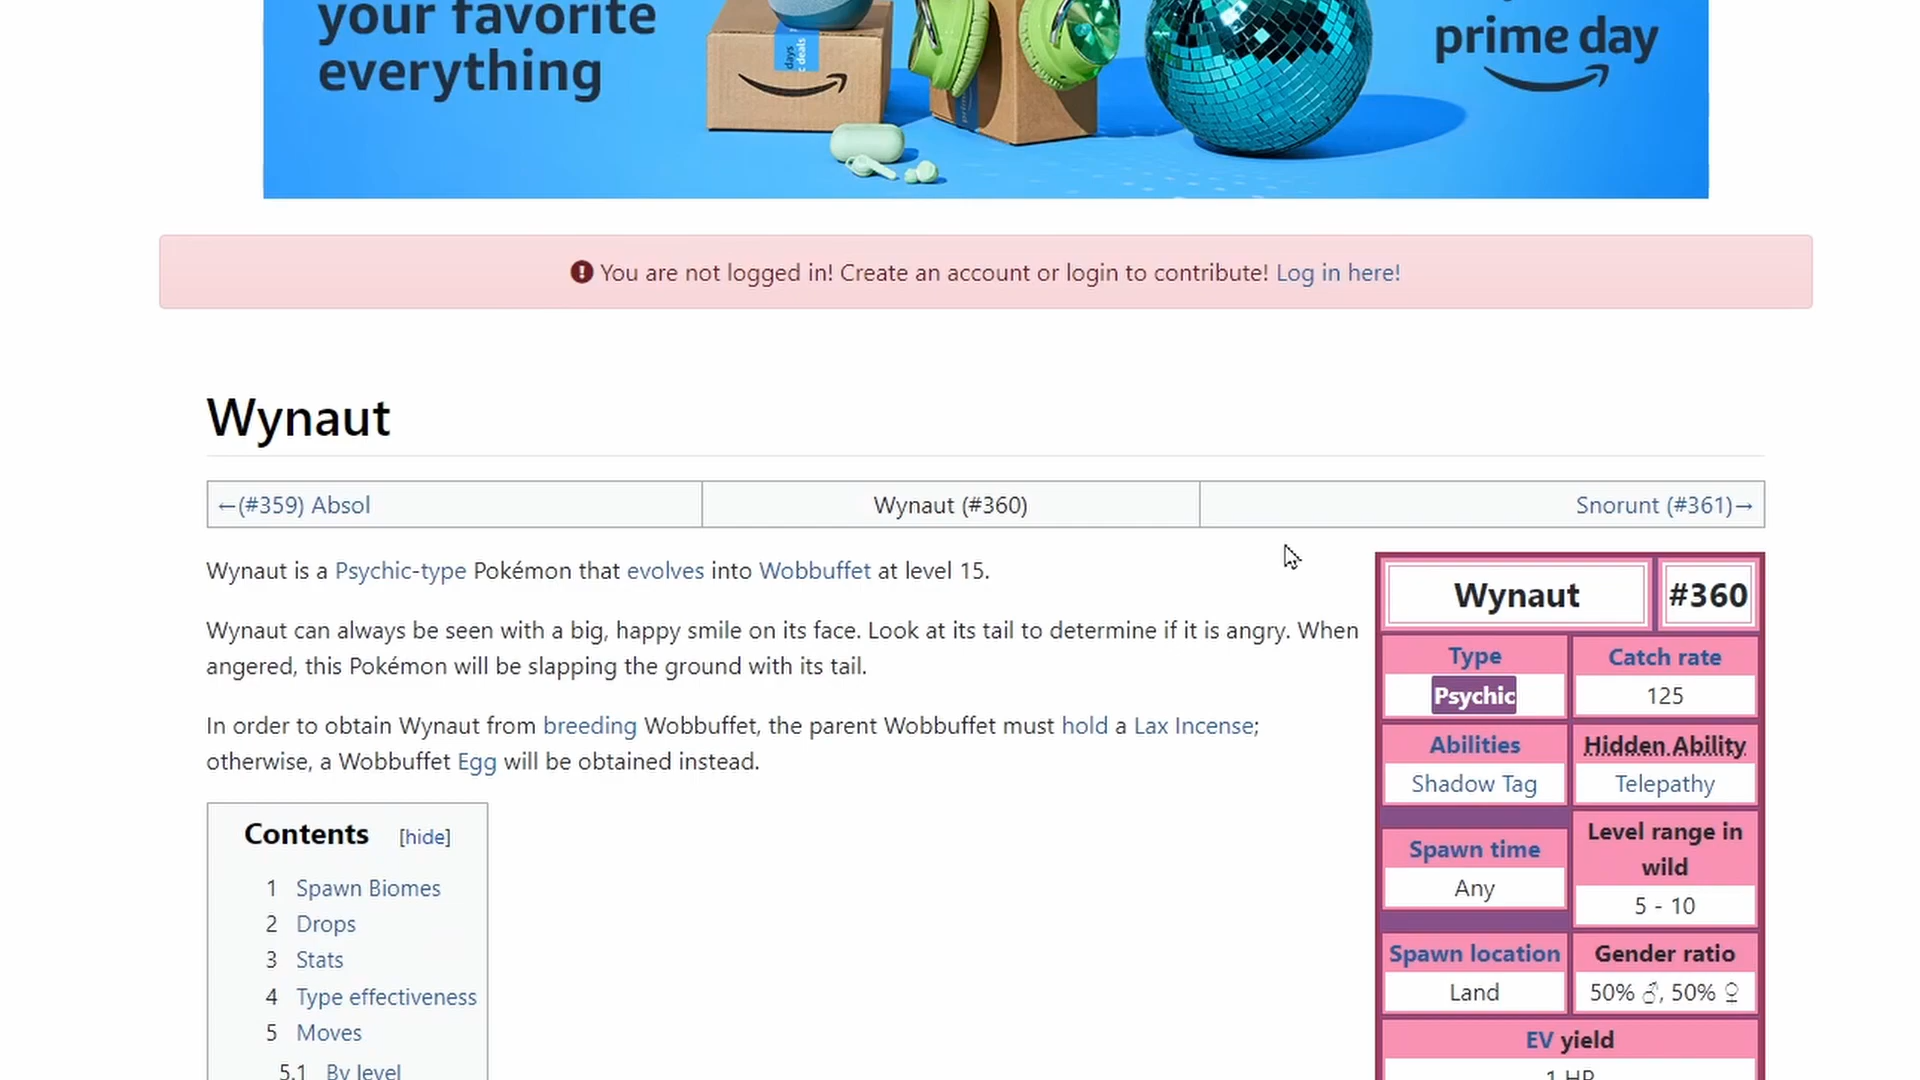 your favorite
everything
prime day
You are not logged in! Create an account or login to contribute! Log in here!
Wynaut
←(#359) Absol
Wynaut (#360)
Snorunt (#361)→
Wynaut is a Psychic-type Pokémon that evolves into Wobbuffet at level 15.
Wynaut can always be seen with a big, happy smile on its face. Look at its tail to determine if it is angry. When
angered, this Pokémon will be slapping the ground with its tail.
In order to obtain Wynaut from breeding Wobbuffet, the parent Wobbuffet must hold a Lax Incense;
otherwise, a Wobbuffet Egg will be obtained instead.
Contents [hide]
1 Spawn Biomes
2 Drops
3 Stats
4 Type effectiveness
5 Moves
5.1 By level
Wynaut #360
Type
Psychic
Catch rate
125
Abilities
Shadow Tag
Hidden Ability
Telepathy
Spawn time
Any
Level range in
wild
5 - 10
Spawn location
Land
Gender ratio
50% ♂, 50% ♀
EV yield
1 HP